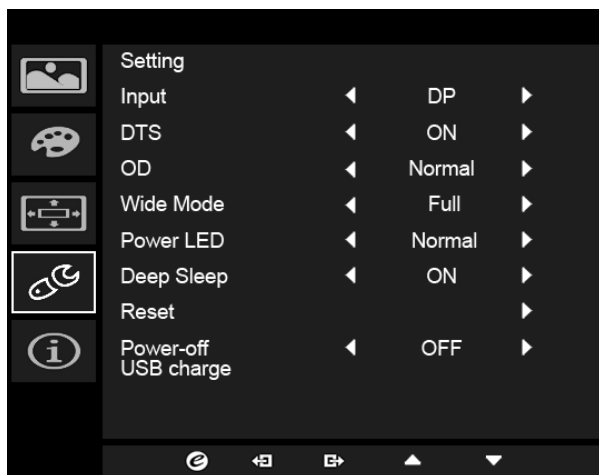 Setting
Input DP
DTS ON
OD Normal
Wide Mode Full
Power LED Normal
Deep Sleep ON
Reset
Power-off OFF
USB charge